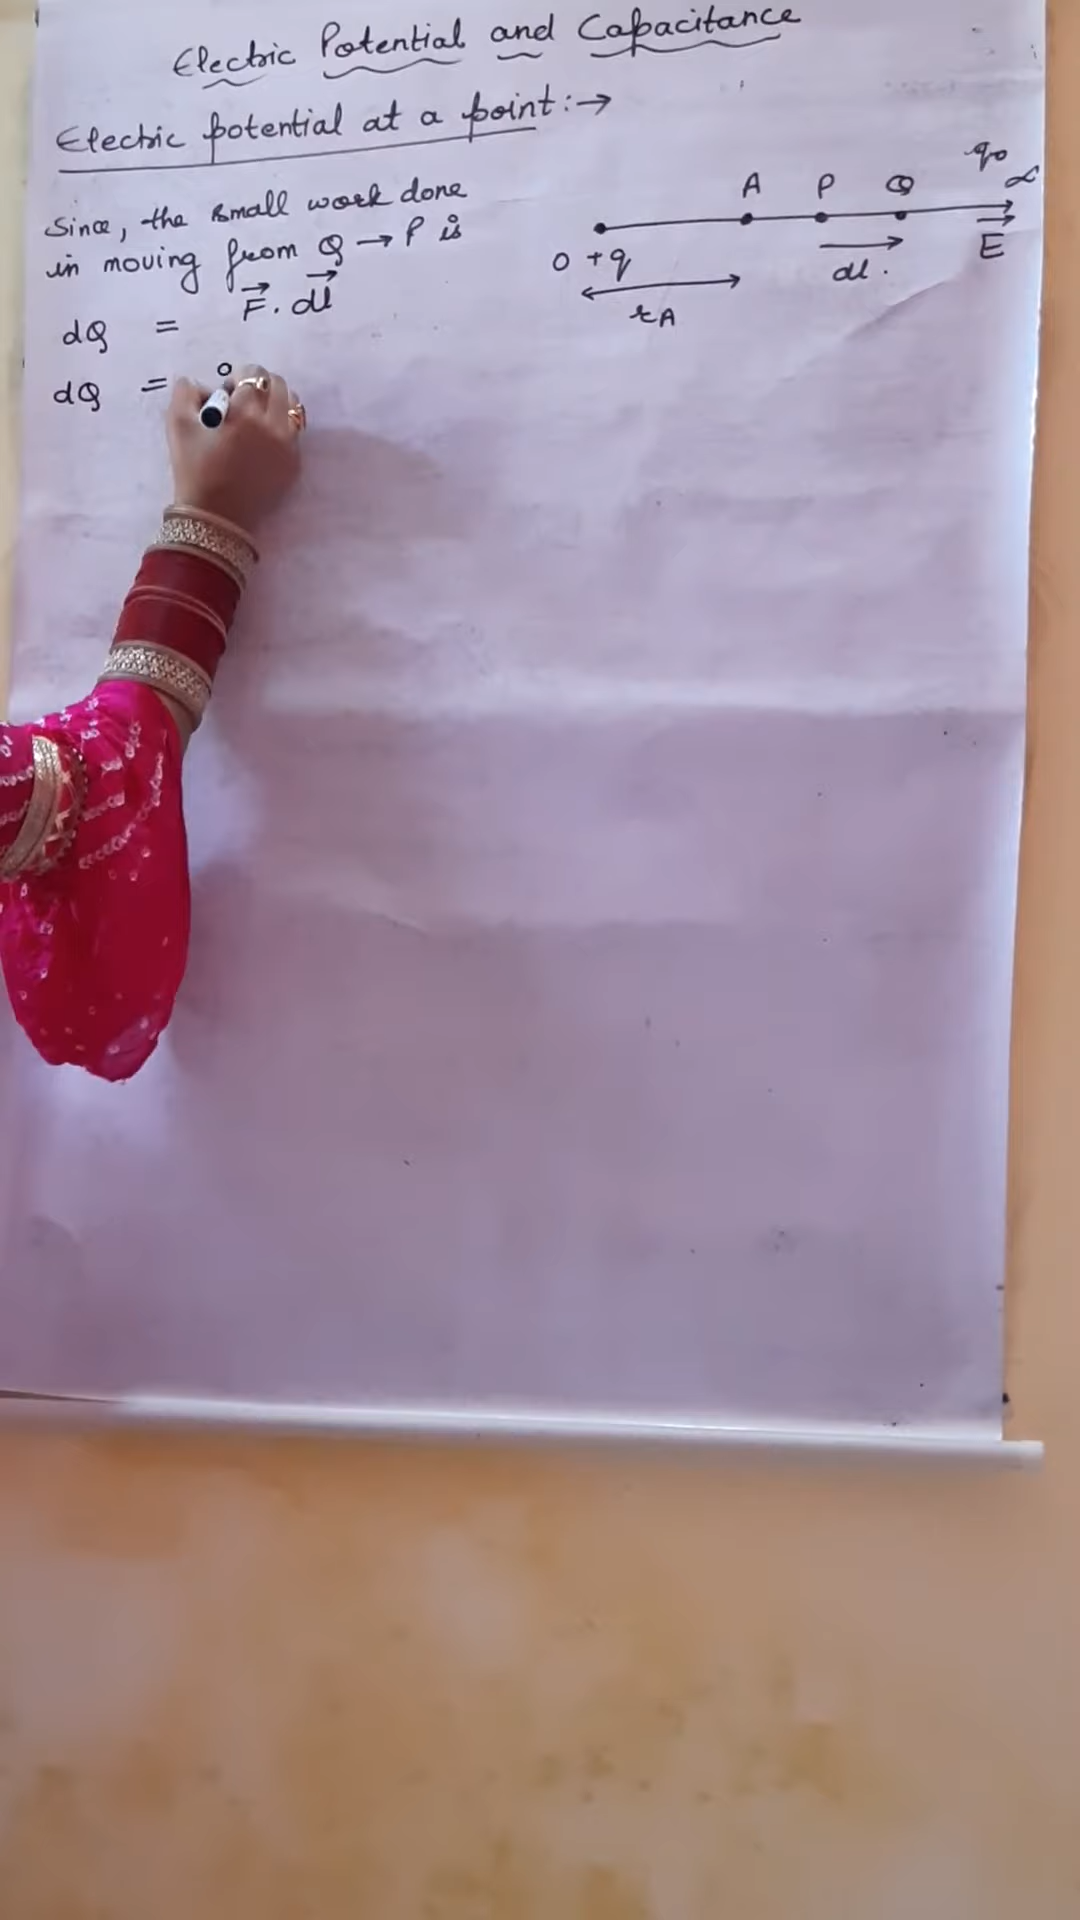 Electric Potential and Capacitance
Electric potential at a point :→
Since, the small work done
in moving from Q → P is
dQ = F⃗ . dl⃗
dQ =
A P Q q₀ ∝
O +q dl . E⃗
rA